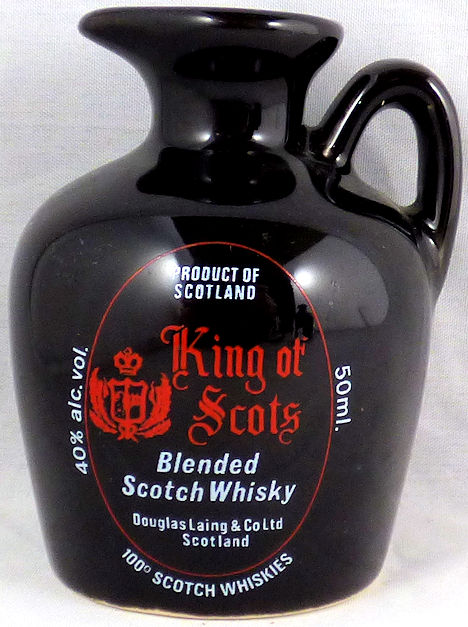 PRODUCT OF
SCOTLAND
King of
Scots
Blended
Scotch Whisky
Douglas Laing & Co Ltd
Scotland
100° SCOTCH WHISKIES
40% alc. vol.
50ml.